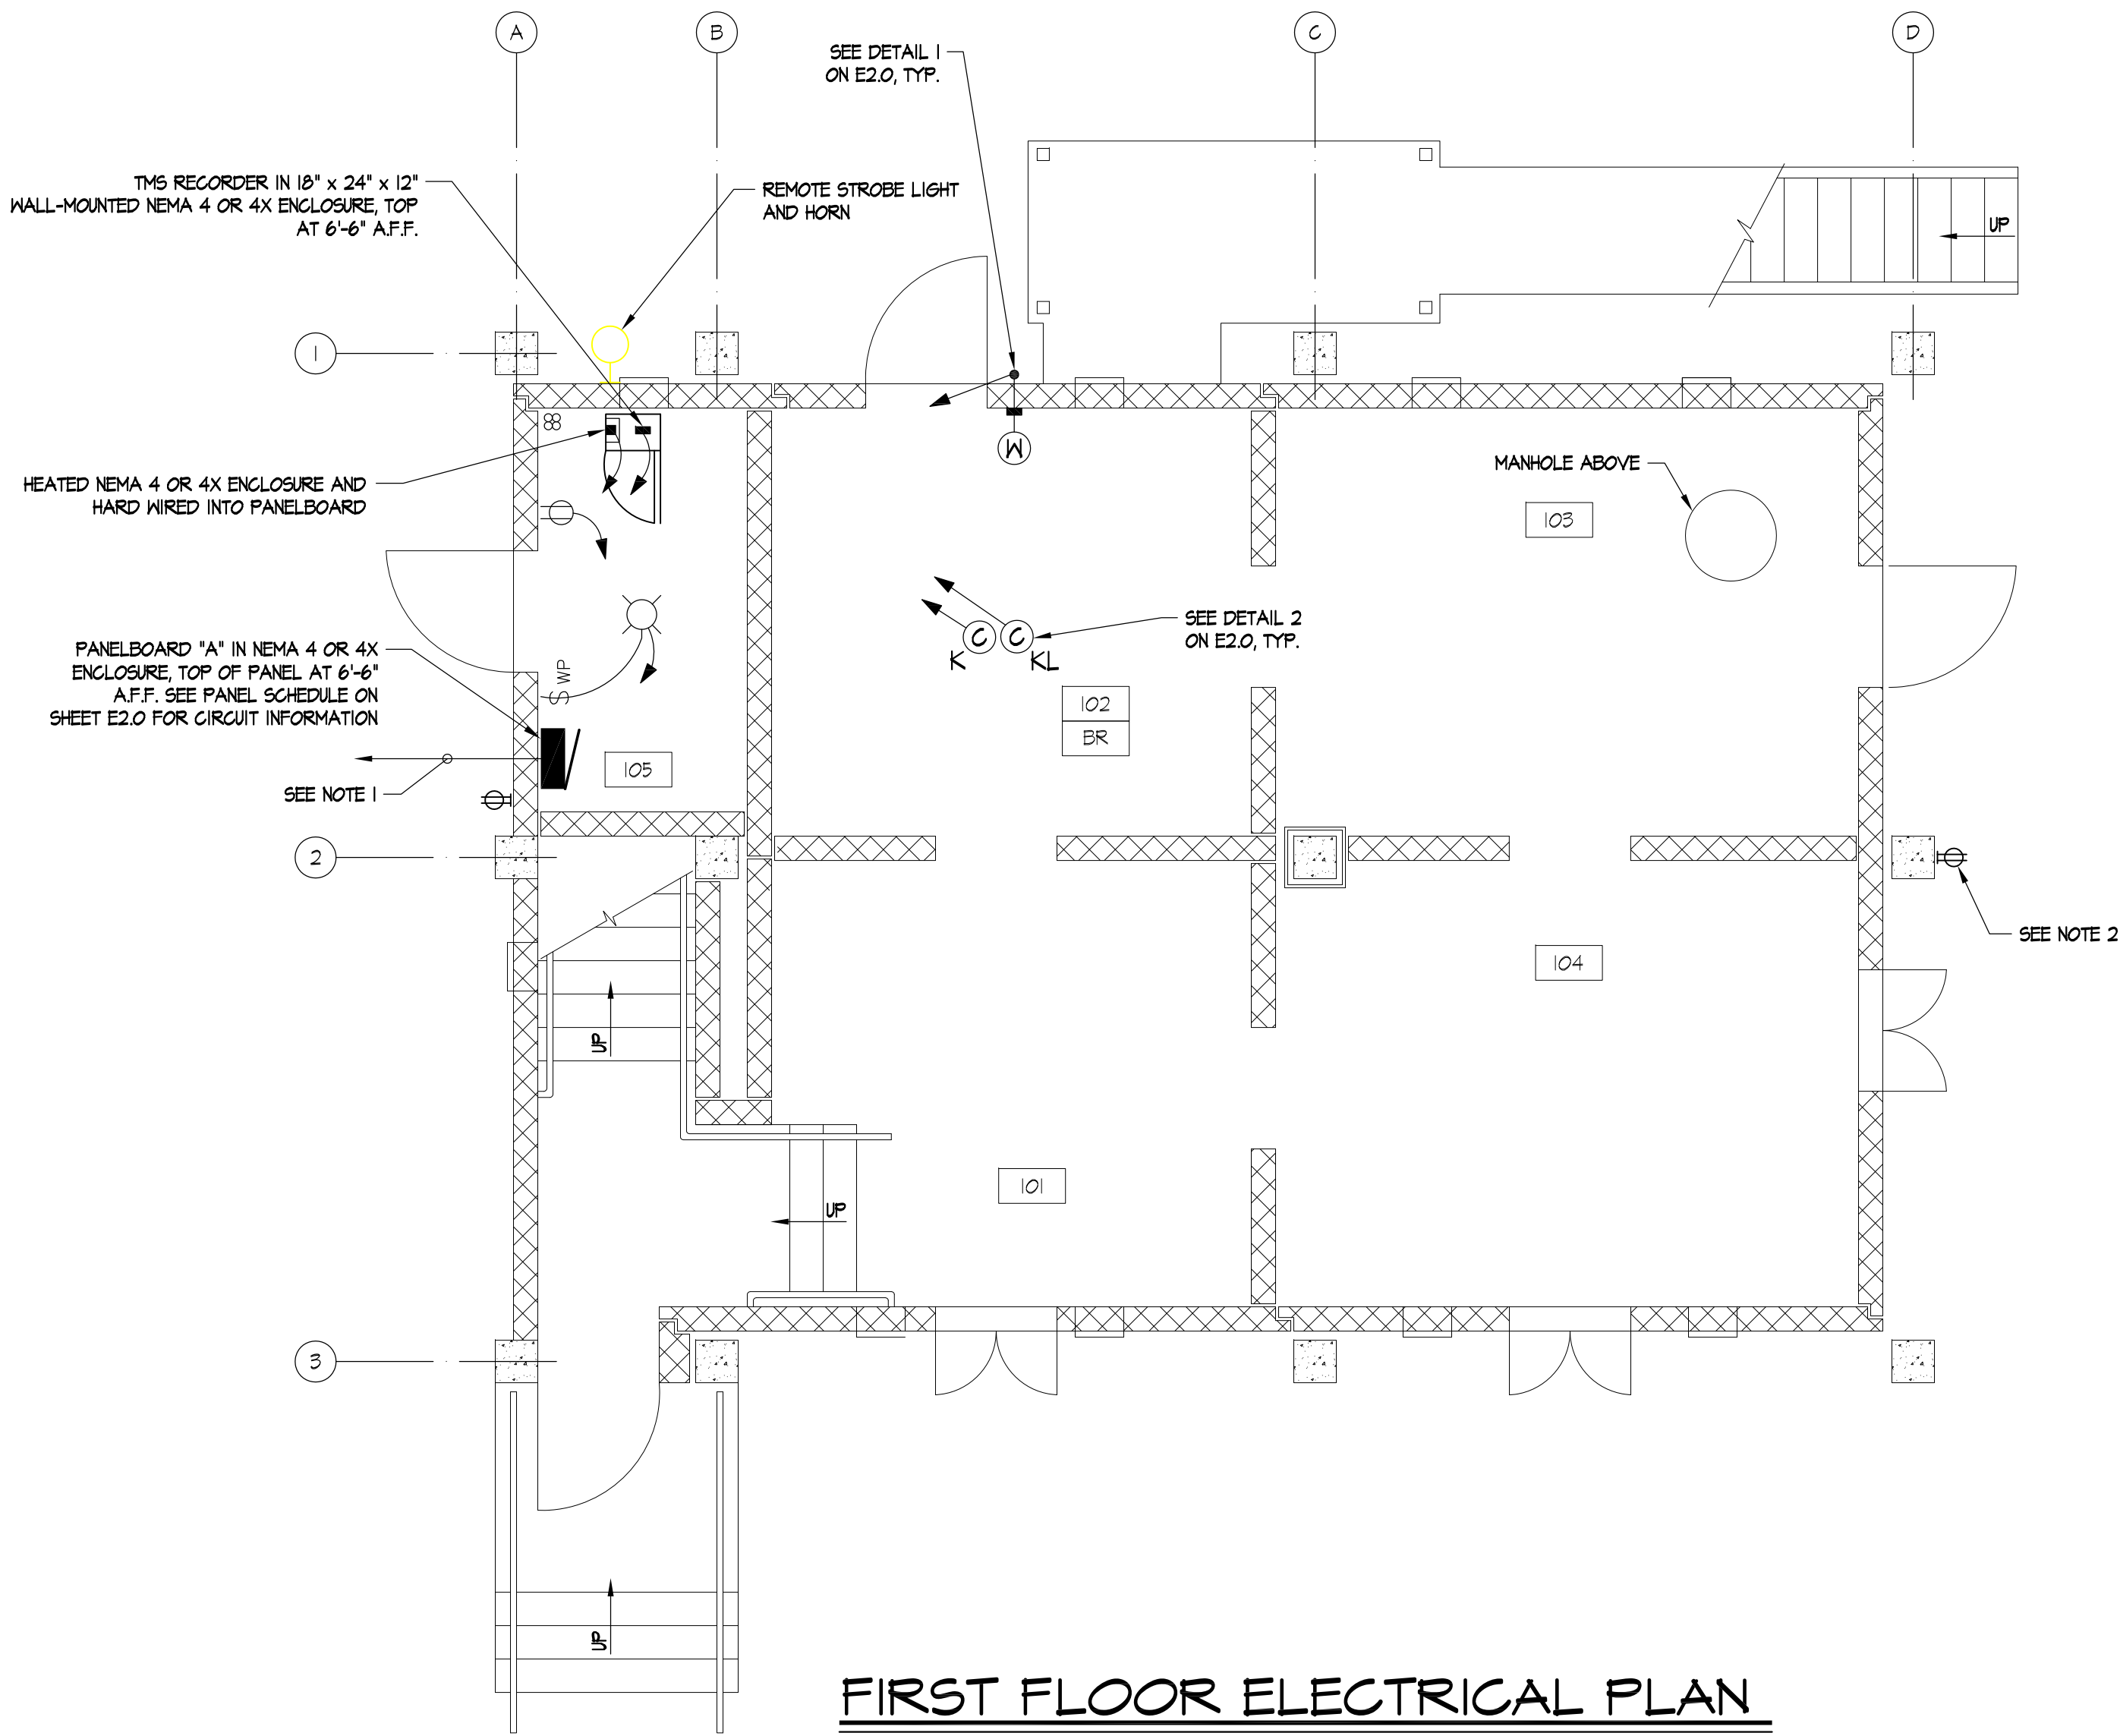 A
B
C
D
SEE DETAIL 1
ON E2.0, TYP.
TMS RECORDER IN 18" x 24" x 12"
WALL-MOUNTED NEMA 4 OR 4X ENCLOSURE, TOP
AT 6'-6" A.F.F.
REMOTE STROBE LIGHT
AND HORN
UP
1
W
HEATED NEMA 4 OR 4X ENCLOSURE AND
HARD WIRED INTO PANELBOARD
MANHOLE ABOVE
103
SEE DETAIL 2
ON E2.0, TYP.
C
C
K
KL
PANELBOARD "A" IN NEMA 4 OR 4X
ENCLOSURE, TOP OF PANEL AT 6'-6"
A.F.F. SEE PANEL SCHEDULE ON
SHEET E2.0 FOR CIRCUIT INFORMATION
S WP
102
BR
105
SEE NOTE 1
2
SEE NOTE 2
104
UP
101
UP
3
UP
FIRST FLOOR ELECTRICAL PLAN